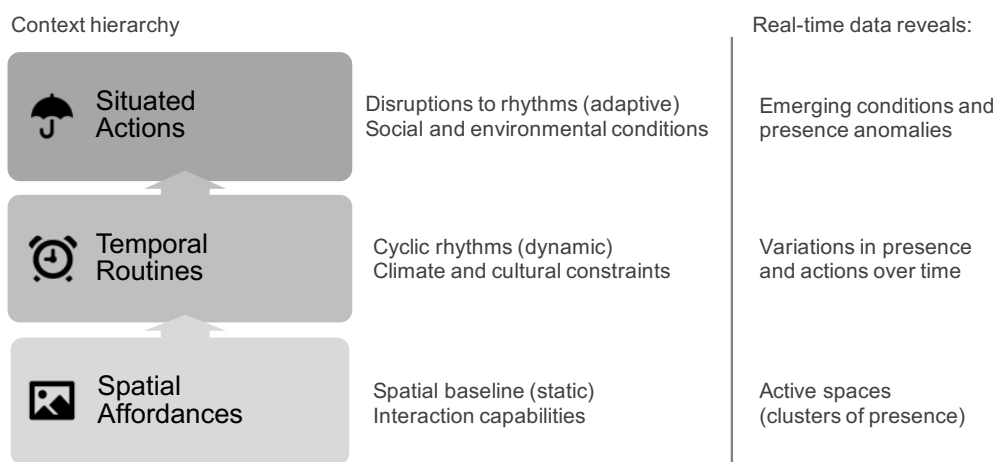 Context hierarchy
Real-time data reveals:
Situated
Actions
Disruptions to rhythms (adaptive)
Social and environmental conditions
Emerging conditions and
presence anomalies
Temporal
Routines
Cyclic rhythms (dynamic)
Climate and cultural constraints
Variations in presence
and actions over time
Spatial
Affordances
Spatial baseline (static)
Interaction capabilities
Active spaces
(clusters of presence)